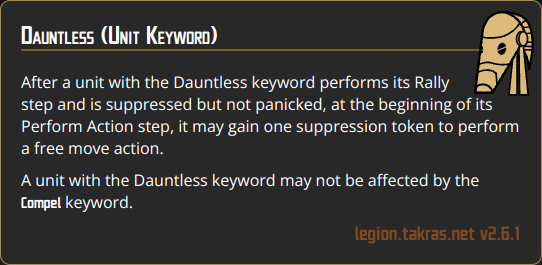 Dauntless (Unit Keyword)
After a unit with the Dauntless keyword performs its Rally
step and is suppressed but not panicked, at the beginning of its
Perform Action step, it may gain one suppression token to perform
a free move action.
A unit with the Dauntless keyword may not be affected by the
Compel keyword.
legion.takras.net v2.6.1